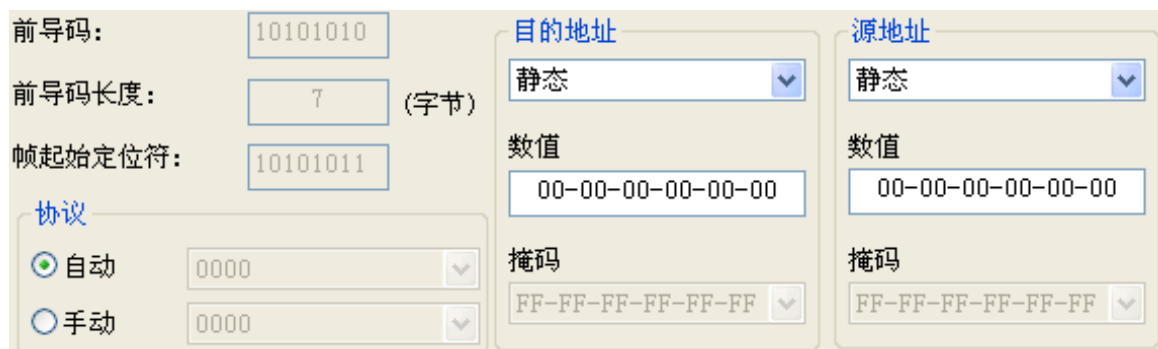 前导码: 10101010
前导码长度: 7 (字节)
帧起始定位符: 10101011
协议
自动 0000
手动 0000
目的地址
静态
数值
00-00-00-00-00-00
掩码
FF-FF-FF-FF-FF-FF
源地址
静态
数值
00-00-00-00-00-00
掩码
FF-FF-FF-FF-FF-FF